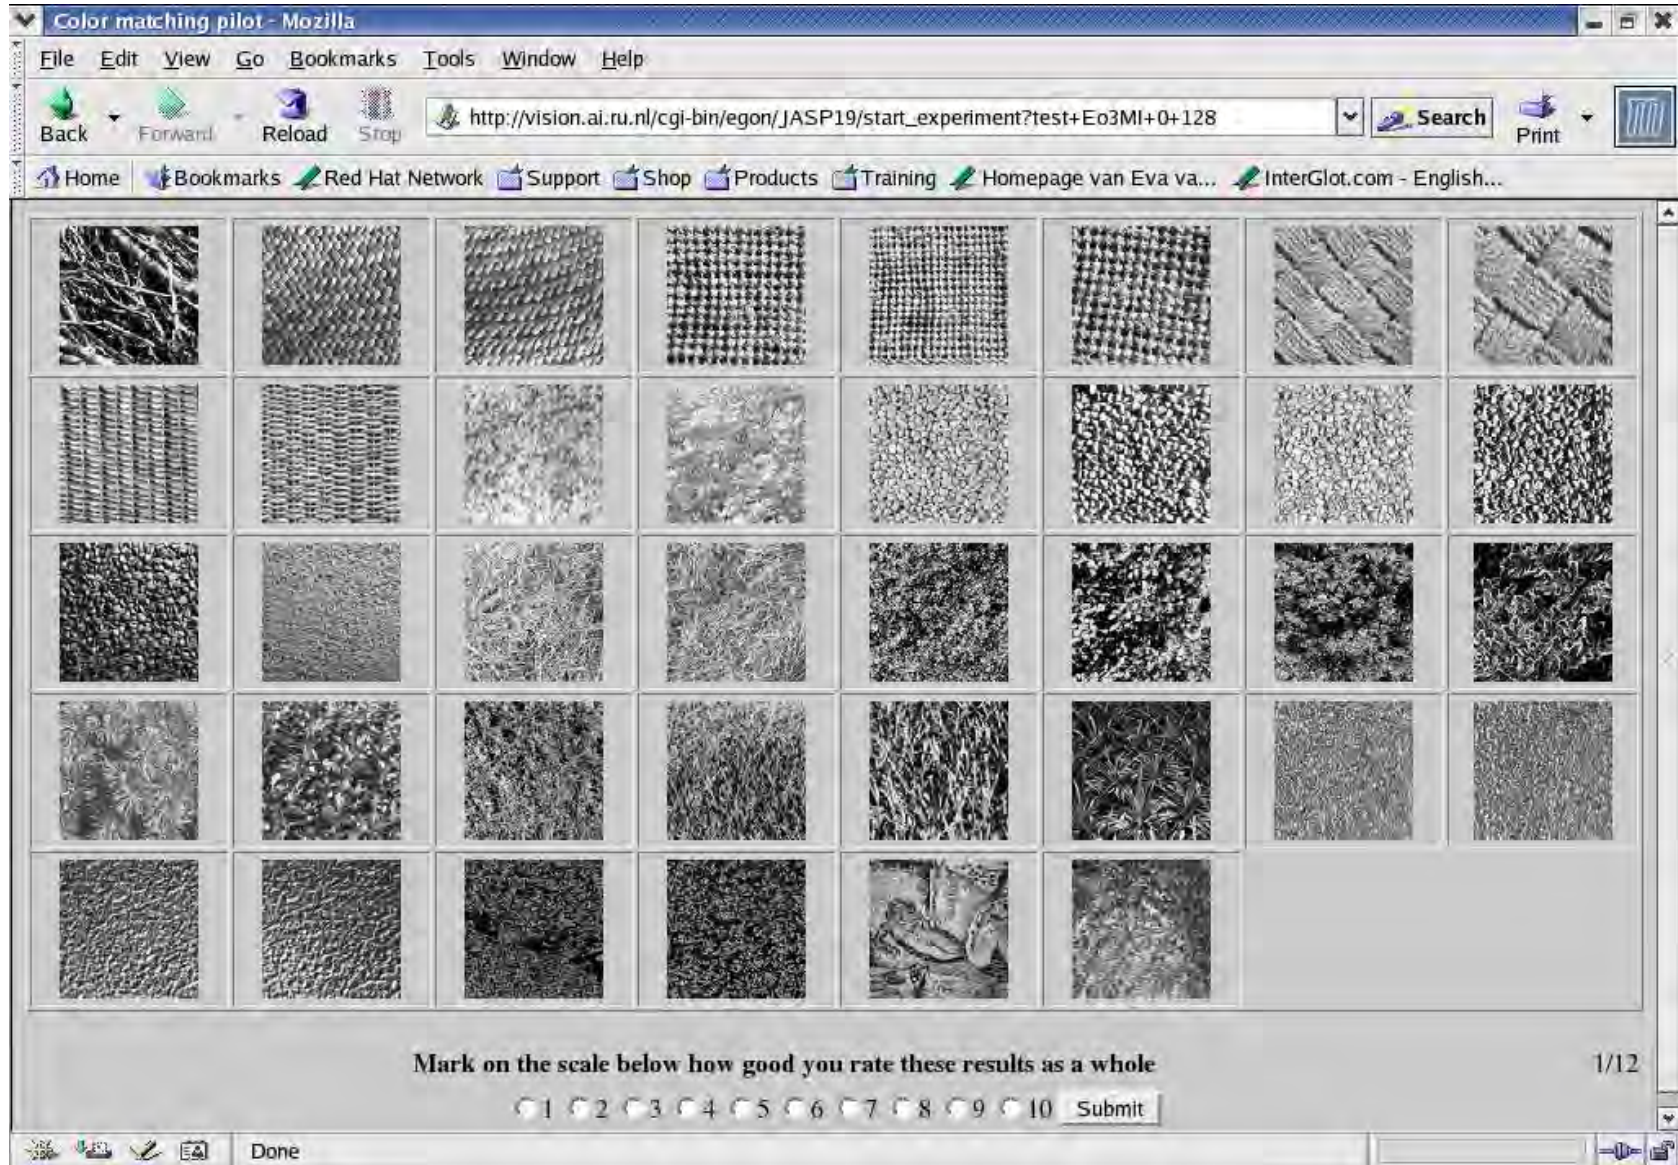 Color matching pilot - Mozilla
File Edit View Go Bookmarks Tools Window Help
Back Forward Reload Stop http://vision.ai.ru.nl/cgi-bin/egon/JASP19/start_experiment?test+Eo3MI+0+128 Search Print
Home Bookmarks Red Hat Network Support Shop Products Training Homepage van Eva va... InterGlot.com - English...
Mark on the scale below how good you rate these results as a whole 1/12
1 2 3 4 5 6 7 8 9 10 Submit
Done